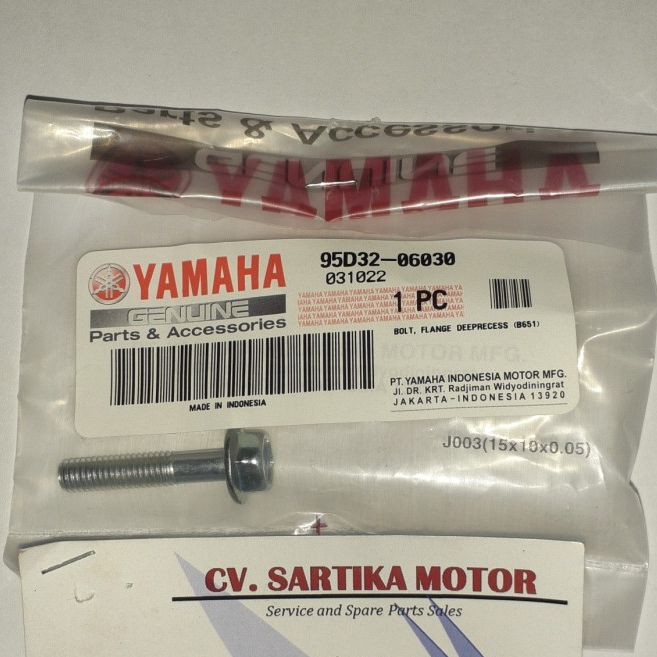 Parts & Accessories
GENUINE
YAMAHA
YAMAHA
GENUINE
Parts & Accessories
95D32-06030
031022
1 PC
BOLT, FLANGE DEEPRECESS (B651)
MADE IN INDONESIA
PT. YAMAHA INDONESIA MOTOR MFG.
Jl. DR. KRT. Radjiman Widyodiningrat
JAKARTA-INDONESIA 13920
J003(15x10x0.05)
CV. SARTIKA MOTOR
Service and Spare Parts Sales